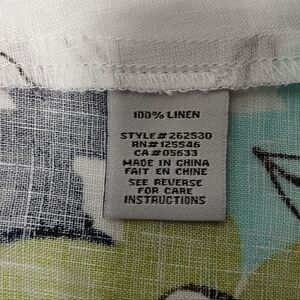 100% LINEN
STYLE#262530
RN#125546
CA#05633
MADE IN CHINA
FAIT EN CHINE
SEE REVERSE
FOR CARE
INSTRUCTIONS